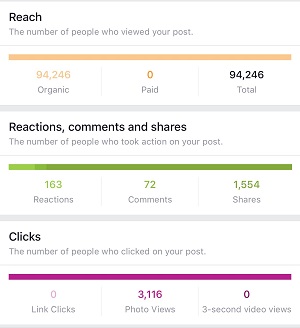 Reach
The number of people who viewed your post.
94,246 0 94,246
Organic Paid Total
Reactions, comments and shares
The number of people who took action on your post.
163 72 1,554
Reactions Comments Shares
Clicks
The number of people who clicked on your post.
0 3,116 0
Link Clicks Photo Views 3-second video views